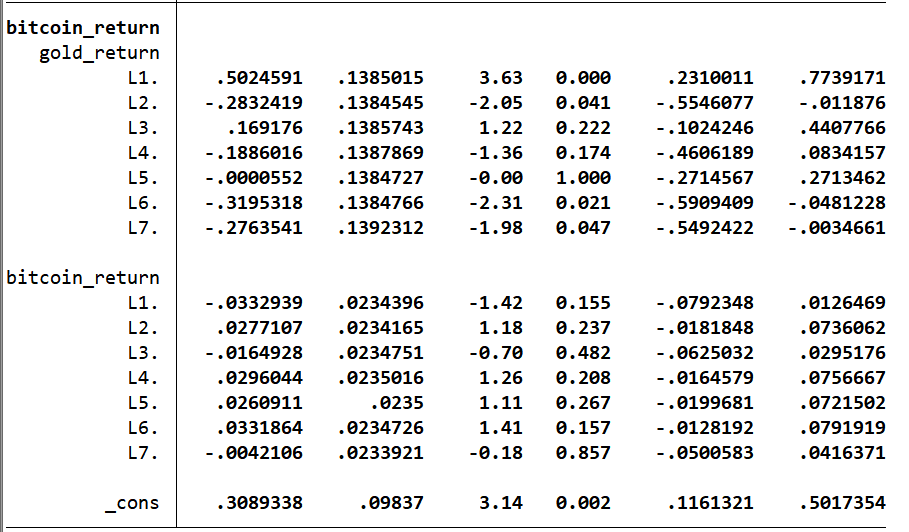 bitcoin_return
gold_return
L1. .5024591 .1385015 3.63 0.000 .2310011 .7739171
L2. -.2832419 .1384545 -2.05 0.041 -.5546077 -.011876
L3. .169176 .1385743 1.22 0.222 -.1024246 .4407766
L4. -.1886016 .1387869 -1.36 0.174 -.4606189 .0834157
L5. -.0000552 .1384727 -0.00 1.000 -.2714567 .2713462
L6. -.3195318 .1384766 -2.31 0.021 -.5909409 -.0481228
L7. -.2763541 .1392312 -1.98 0.047 -.5492422 -.0034661
bitcoin_return
L1. -.0332939 .0234396 -1.42 0.155 -.0792348 .0126469
L2. .0277107 .0234165 1.18 0.237 -.0181848 .0736062
L3. -.0164928 .0234751 -0.70 0.482 -.0625032 .0295176
L4. .0296044 .0235016 1.26 0.208 -.0164579 .0756667
L5. .0260911 .0235 1.11 0.267 -.0199681 .0721502
L6. .0331864 .0234726 1.41 0.157 -.0128192 .0791919
L7. -.0042106 .0233921 -0.18 0.857 -.0500583 .0416371
_cons .3089338 .09837 3.14 0.002 .1161321 .5017354